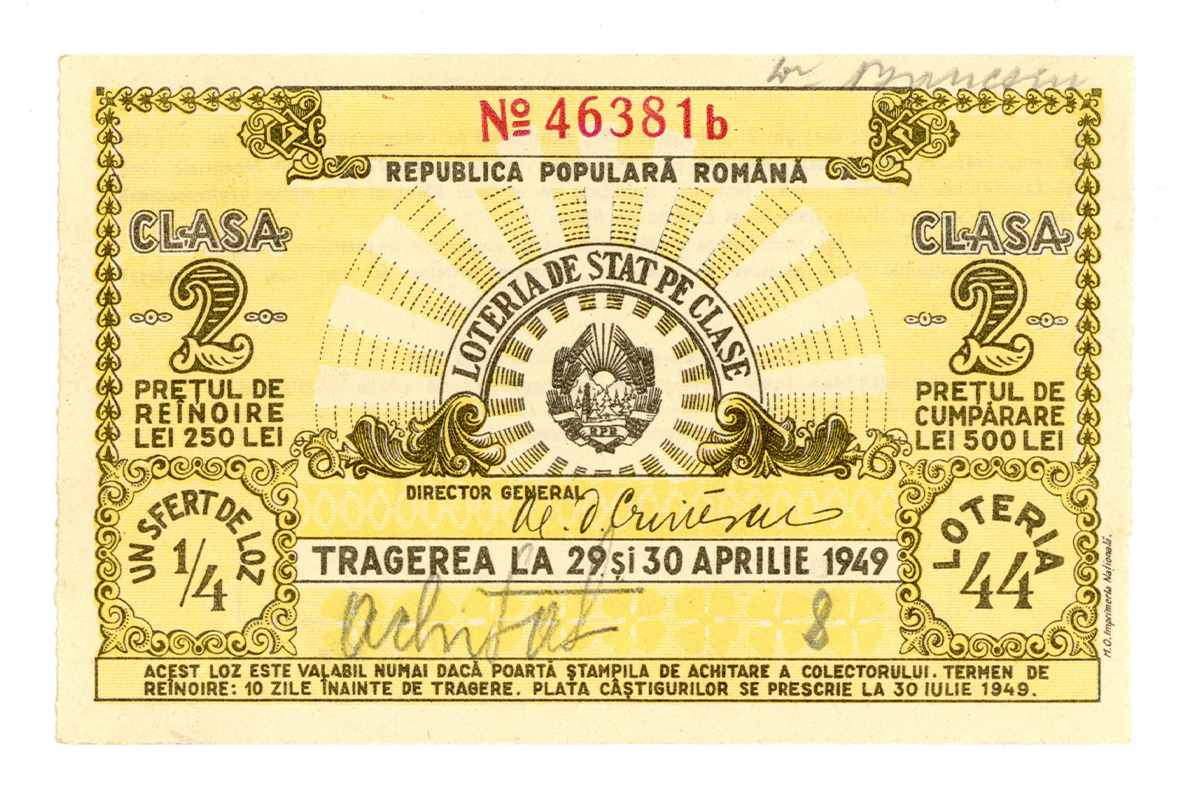 № 46381b
REPUBLICA POPULARĂ ROMÂNĂ
LOTERIA DE STAT PE CLASE
RPR
CLASA
2
PREȚUL DE
REÎNOIRE
LEI 250 LEI
CLASA
2
PREȚUL DE
CUMPĂRARE
LEI 500 LEI
DIRECTOR GENERAL
UN SFERT DE LOZ
1/4
TRAGEREA LA 29 și 30 APRILIE 1949
achitat
8
LOTERIA
44
M.O. Imprimeria Națională.
ACEST LOZ ESTE VALABIL NUMAI DACĂ POARTĂ ȘTAMPILA DE ACHITARE A COLECTORULUI. TERMEN DE
REÎNOIRE: 10 ZILE ÎNAINTE DE TRAGERE. PLATA CÂȘTIGURILOR SE PRESCRIE LA 30 IULIE 1949.